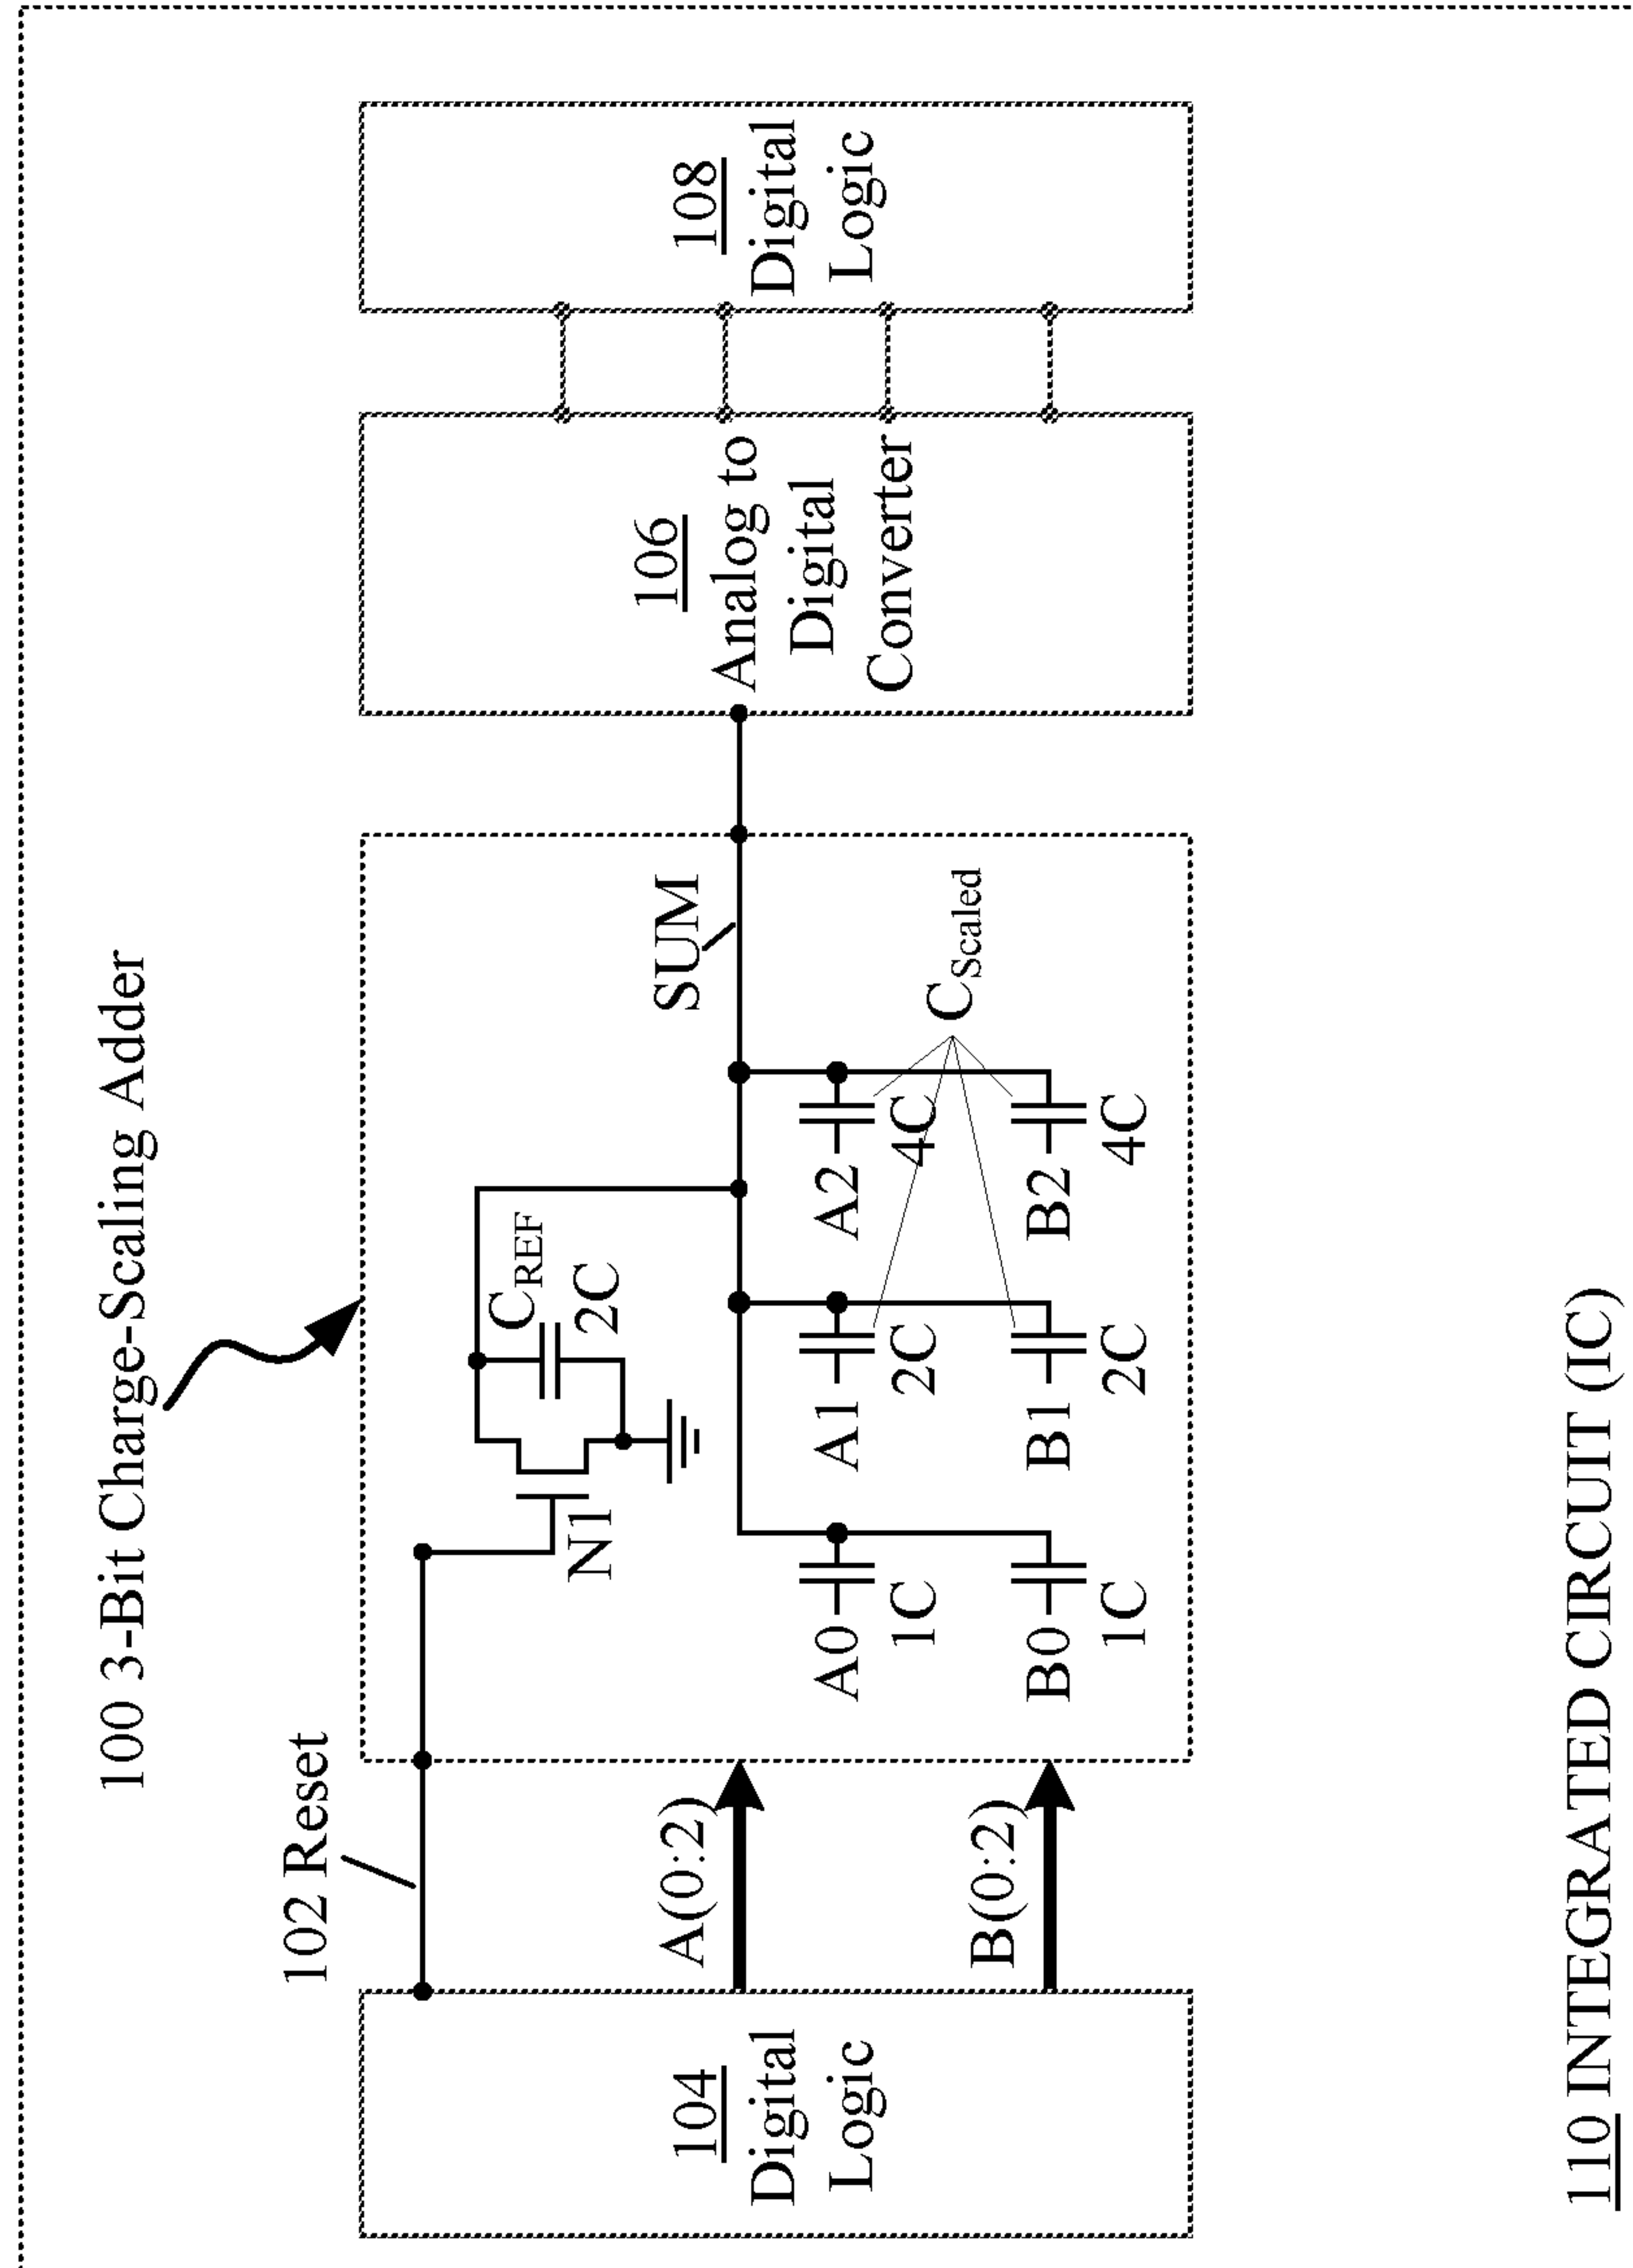 100 3-Bit Charge-Scaling Adder
102 Reset
104
Digital
Logic
A(0:2)
B(0:2)
N1
C_REF
2C
SUM
A0
1C
A1
2C
A2
4C
B0
1C
B1
2C
B2
4C
C_Scaled
106
Analog to
Digital
Converter
108
Digital
Logic
110 INTEGRATED CIRCUIT (IC)